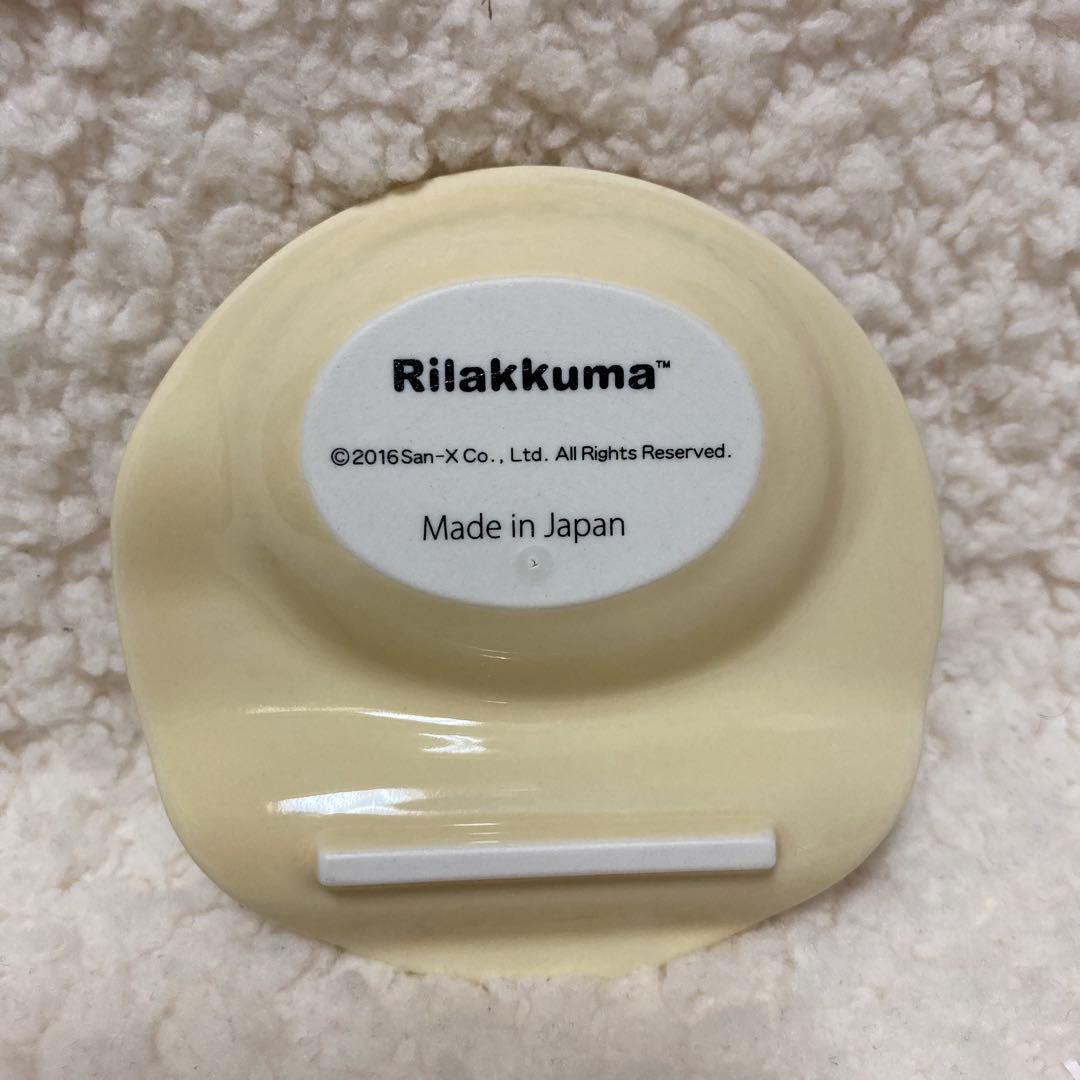 Rilakkuma™
©2016 San-X Co., Ltd. All Rights Reserved.
Made in Japan